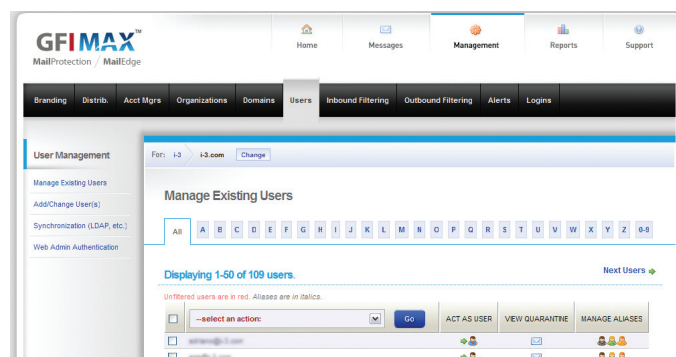 GFI MAX™
MailProtection / MailEdge
Home Messages Management Reports Support
Branding Distrib. Acct Mgrs Organizations Domains Users Inbound Filtering Outbound Filtering Alerts Logins
User Management
Manage Existing Users
Add/Change User(s)
Synchronization (LDAP, etc.)
Web Admin Authentication
For: i-3 i-3.com Change
Manage Existing Users
All A B C D E F G H I J K L M N O P Q R S T U V W X Y Z 0-9
Displaying 1-50 of 109 users.
Next Users
Unfiltered users are in red. Aliases are in italics.
--select an action: Go ACT AS USER VIEW QUARANTINE MANAGE ALIASES